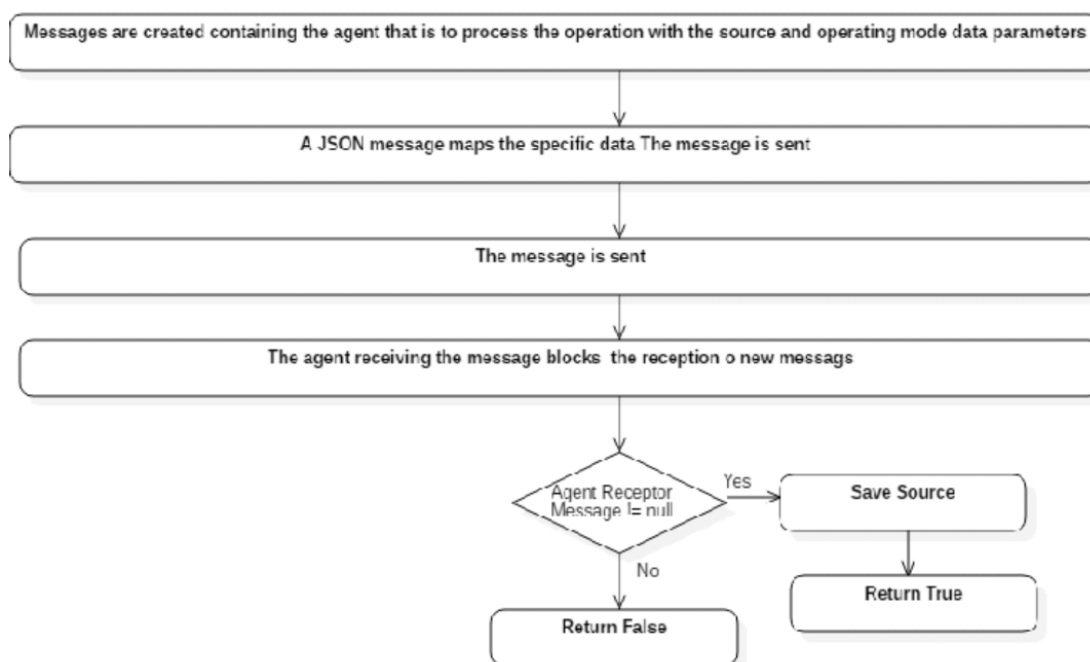 Messages are created containing the agent that is to process the operation with the source and operating mode data parameters
A JSON message maps the specific data The message is sent
The message is sent
The agent receiving the message blocks the reception o new messags
Agent Receptor
Message != null
Yes
Save Source
No
Return True
Return False